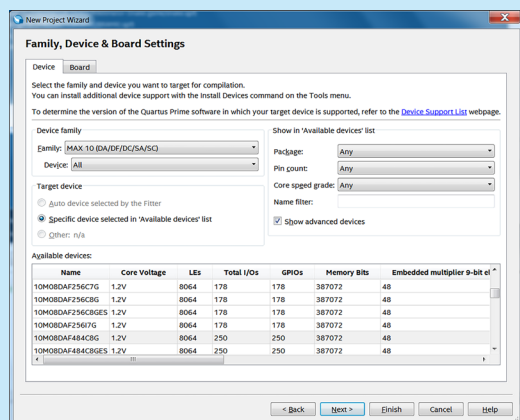 New Project Wizard
Family, Device & Board Settings
Device Board
Select the family and device you want to target for compilation.
You can install additional device support with the Install Devices command on the Tools menu.
To determine the version of the Quartus Prime software in which your target device is supported, refer to the Device Support List webpage.
Device family
Family: MAX 10 (DA/DF/DC/SA/SC)
Device: All
Show in 'Available devices' list
Package: Any
Pin count: Any
Core speed grade: Any
Name filter:
Show advanced devices
Target device
Auto device selected by the Fitter
Specific device selected in 'Available devices' list
Other: n/a
Available devices:
Name Core Voltage LEs Total I/Os GPIOs Memory Bits Embedded multiplier 9-bit el
10M08DAF256C7G 1.2V 8064 178 178 387072 48
10M08DAF256C8G 1.2V 8064 178 178 387072 48
10M08DAF256C8GES 1.2V 8064 178 178 387072 48
10M08DAF256I7G 1.2V 8064 178 178 387072 48
10M08DAF484C8G 1.2V 8064 250 250 387072 48
10M08DAF484C8GES 1.2V 8064 250 250 387072 48
< Back Next > Finish Cancel Help